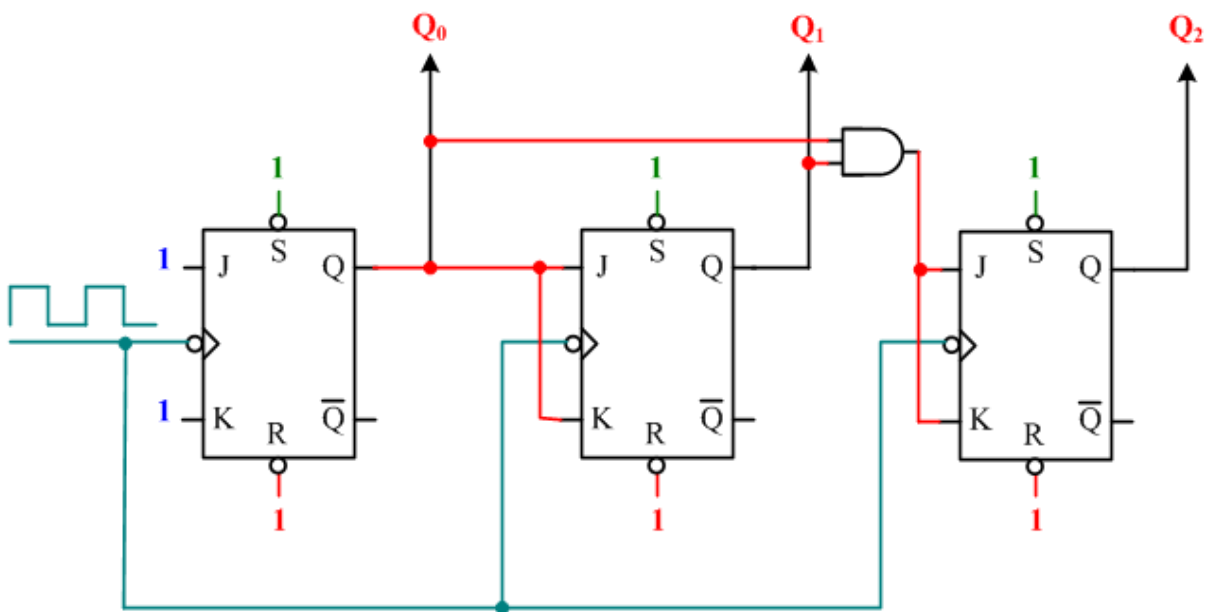 Q0 Q1 Q2
1 1 1
S S S
1 J Q J Q J Q
1 K Q̅ K Q̅ K Q̅
R R R
1 1 1